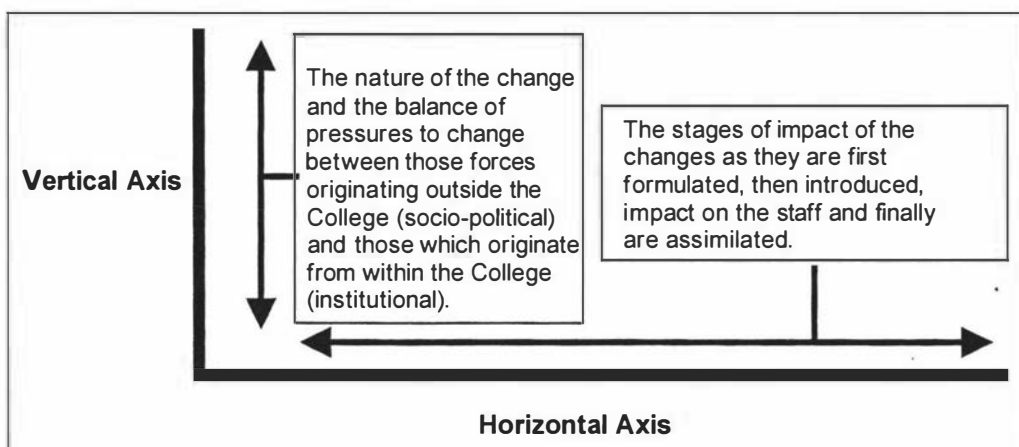 The nature of the change
and the balance of
pressures to change
between those forces
originating outside the
College (socio-political)
and those which originate
from within the College
(institutional).
The stages of impact of the
changes as they are first
formulated, then introduced,
impact on the staff and finally
are assimilated.
Vertical Axis
Horizontal Axis